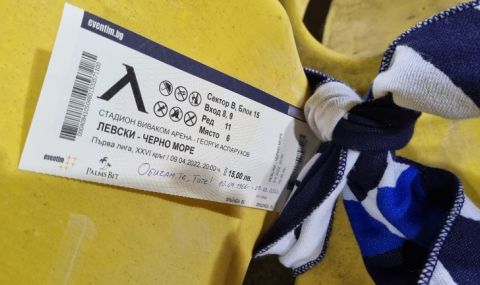 eventim.bg
Сектор В, Блок 15
Вход 8, 9
Ред 11
Място 6
СТАДИОН ВИВАКОМ АРЕНА - ГЕОРГИ АСПАРУХОВ
ЛЕВСКИ - ЧЕРНО МОРЕ
Първа лига, XXVI кръг / 09.04.2022, 20:00 ч.
15,00 лв.
eventim
PALMS BET
Обичам те, Тате!